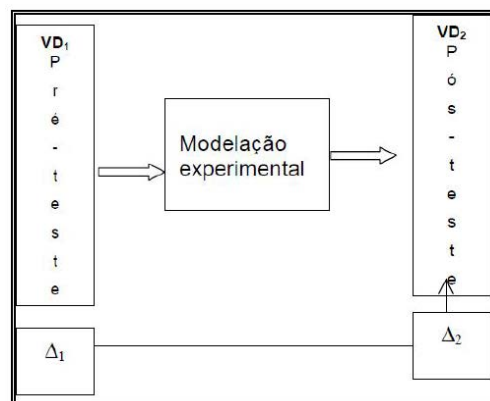 VD₁
P
r
é
-
t
e
s
t
e
Modelação
experimental
VD₂
P
ó
s
-
t
e
s
t
e
Δ₁
Δ₂